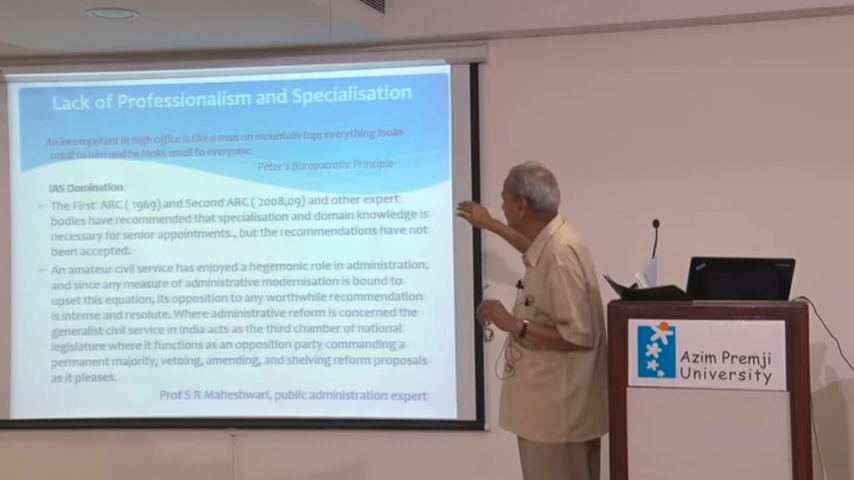 Lack of Professionalism and Specialisation
An incompetent in high office is like a man on mountain top; everything looks
small to him and he looks small to everyone.
Peter's Bureaucratic Principle
IAS Domination
The First ARC ( 1969) and Second ARC ( 2008,09) and other expert
bodies have recommended that specialisation and domain knowledge is
necessary for senior appointments., but the recommendations have not
been accepted.
An amateur civil service has enjoyed a hegemonic role in administration,
and since any measure of administrative modernisation is bound to
upset this equation, its opposition to any worthwhile recommendation
is intense and resolute. Where administrative reform is concerned the
generalist civil service in India acts as the third chamber of national
legislature where it functions as an opposition party commanding a
permanent majority, vetoing, amending, and shelving reform proposals
as it pleases.
Prof S R Maheshwari, public administration expert
Azim Premji
University